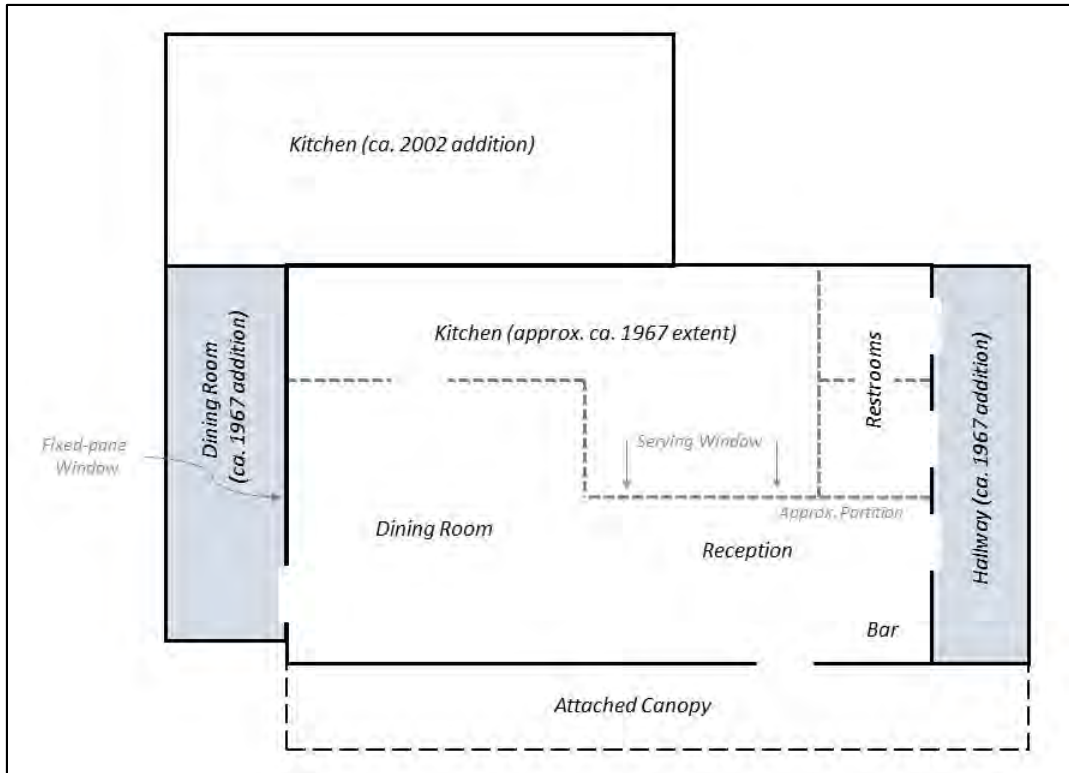 Kitchen (ca. 2002 addition)
Dining Room
(ca. 1967 addition)
Kitchen (approx. ca. 1967 extent)
Restrooms
Hallway (ca. 1967 addition)
Fixed-pane
Window
Serving Window
Approx. Partition
Dining Room
Reception
Bar
Attached Canopy